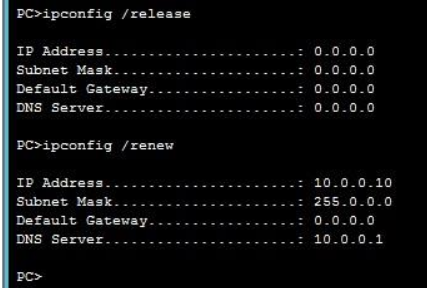 PC>ipconfig /release
IP Address......................: 0.0.0.0
Subnet Mask.....................: 0.0.0.0
Default Gateway.................: 0.0.0.0
DNS Server......................: 0.0.0.0
PC>ipconfig /renew
IP Address......................: 10.0.0.10
Subnet Mask.....................: 255.0.0.0
Default Gateway.................: 0.0.0.0
DNS Server......................: 10.0.0.1
PC>